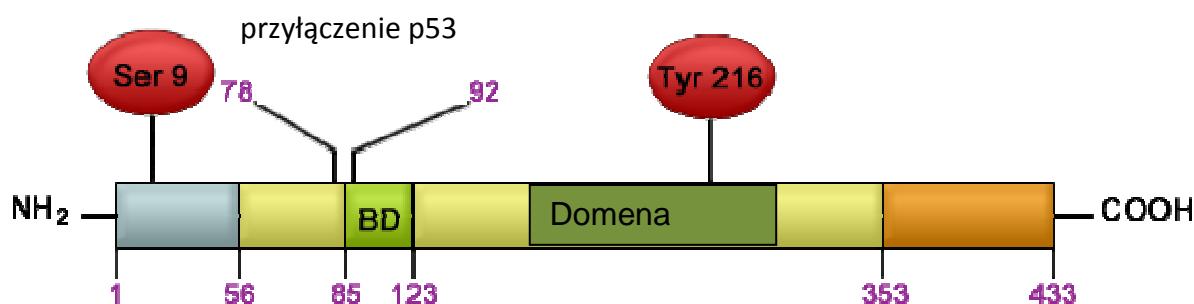 przyłączenie p53
Ser 9
78
92
Tyr 216
NH2
BD
Domena
COOH
1
56
85
123
353
433